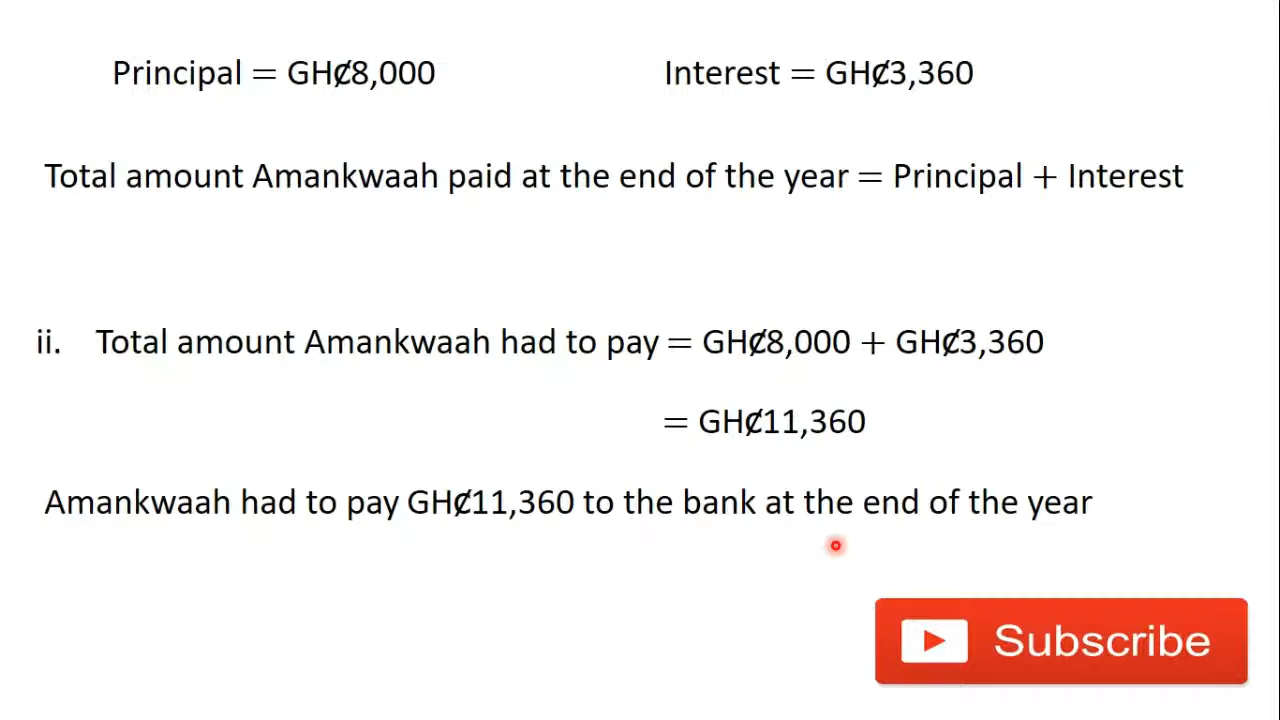 Principal = GH₵8,000 Interest = GH₵3,360
Total amount Amankwaah paid at the end of the year = Principal + Interest
ii. Total amount Amankwaah had to pay = GH₵8,000 + GH₵3,360
= GH₵11,360
Amankwaah had to pay GH₵11,360 to the bank at the end of the year
Subscribe